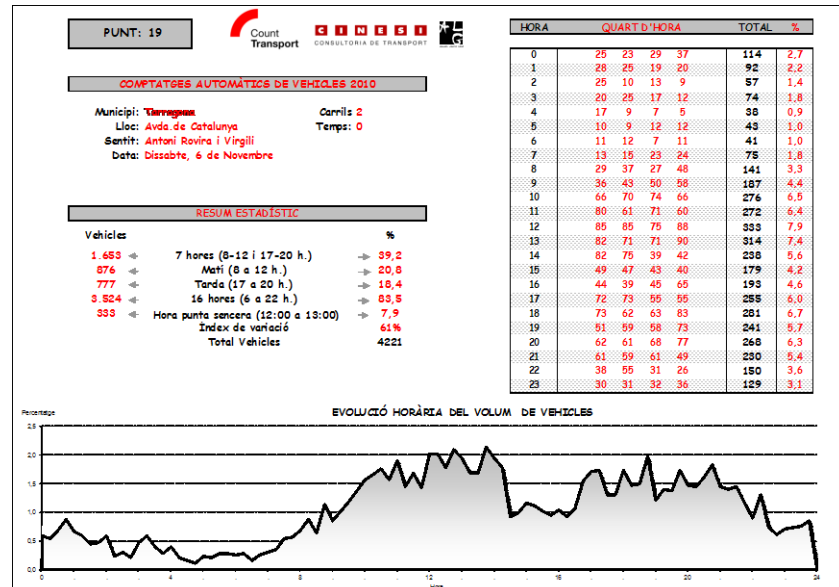 PUNT: 19
Count
Transport
CINESI
CONSULTORIA DE TRANSPORT
COMPTATGES AUTOMÀTICS DE VEHICLES 2010
Municipi: Carrils 2
Lloc: Avda.de Catalunya Temps: 0
Sentit: Antoni Rovira i Virgili
Data: Dissabte, 6 de Novembre
RESUM ESTADÍSTIC
Vehicles %
1.653 7 hores (8-12 i 17-20 h.) 39,2
876 Matí (8 a 12 h.) 20,8
777 Tarda (17 a 20 h.) 18,4
3.524 16 hores (6 a 22 h.) 83,5
333 Hora punta sencera (12:00 a 13:00) 7,9
Índex de variació 61%
Total Vehicles 4221
HORA QUART D'HORA TOTAL %
0 25 23 29 37 114 2,7
1 28 25 19 20 92 2,2
2 25 10 13 9 57 1,4
3 20 25 17 12 74 1,8
4 17 9 7 5 38 0,9
5 10 9 12 12 43 1,0
6 11 12 7 11 41 1,0
7 13 15 23 24 75 1,8
8 29 37 27 48 141 3,3
9 36 43 50 58 187 4,4
10 66 70 74 66 276 6,5
11 80 61 71 60 272 6,4
12 85 85 75 88 333 7,9
13 82 71 71 90 314 7,4
14 82 75 39 42 238 5,6
15 49 47 43 40 179 4,2
16 44 39 45 65 193 4,6
17 72 73 55 55 255 6,0
18 73 62 63 83 281 6,7
19 51 59 58 73 241 5,7
20 62 61 68 77 268 6,3
21 61 59 61 49 230 5,4
22 38 55 31 26 150 3,6
23 30 31 32 36 129 3,1
Percentatge EVOLUCIÓ HORÀRIA DEL VOLUM DE VEHICLES
2,5
2,0
1,5
1,0
0,5
0,0
0 4 8 12 16 20 24
Hora